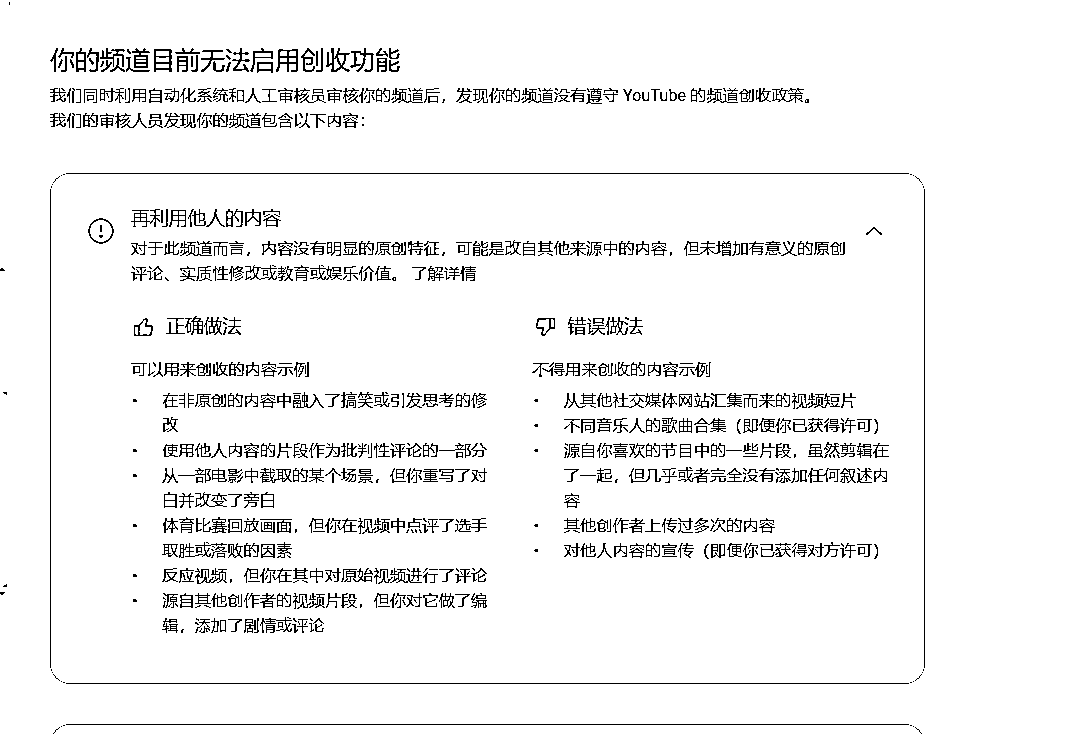 你的频道目前无法启用创收功能
我们同时利用自动化系统和人工审核员审核你的频道后，发现你的频道没有遵守 YouTube 的频道创收政策。
我们的审核人员发现你的频道包含以下内容：
再利用他人的内容
对于此频道而言，内容没有明显的原创特征，可能是改自其他来源中的内容，但未增加有意义的原创
评论、实质性修改或教育或娱乐价值。 了解详情
正确做法
可以用来创收的内容示例
• 在非原创的内容中融入了搞笑或引发思考的修
改
• 使用他人内容的片段作为批判性评论的一部分
• 从一部电影中截取的某个场景，但你重写了对
白并改变了旁白
• 体育比赛回放画面，但你在视频中点评了选手
取胜或落败的因素
• 反应视频，但你在其中对原始视频进行了评论
• 源自其他创作者的视频片段，但你对它做了编
辑，添加了剧情或评论
错误做法
不得用来创收的内容示例
• 从其他社交媒体网站汇集而来的视频短片
• 不同音乐人的歌曲合集（即便你已获得许可）
• 源自你喜欢的节目中的一些片段，虽然剪辑在
了一起，但几乎或者完全没有添加任何叙述内
容
• 其他创作者上传过多次的内容
• 对他人内容的宣传（即便你已获得对方许可）